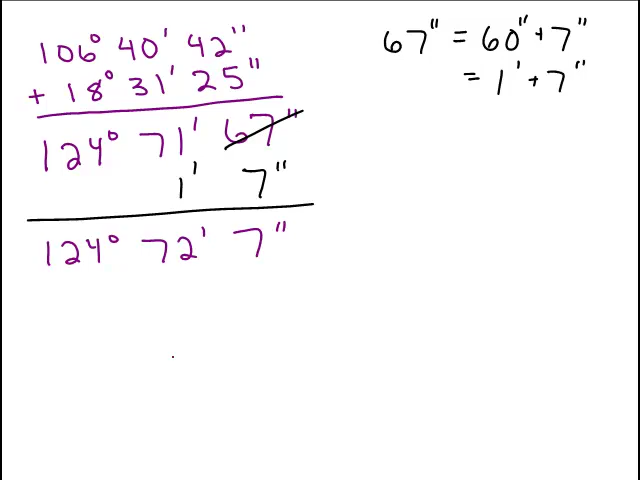 106° 40' 42"
+ 18° 31' 25"
124° 71' 67"
1' 7"
124° 72' 7"
67" = 60" + 7"
= 1' + 7"